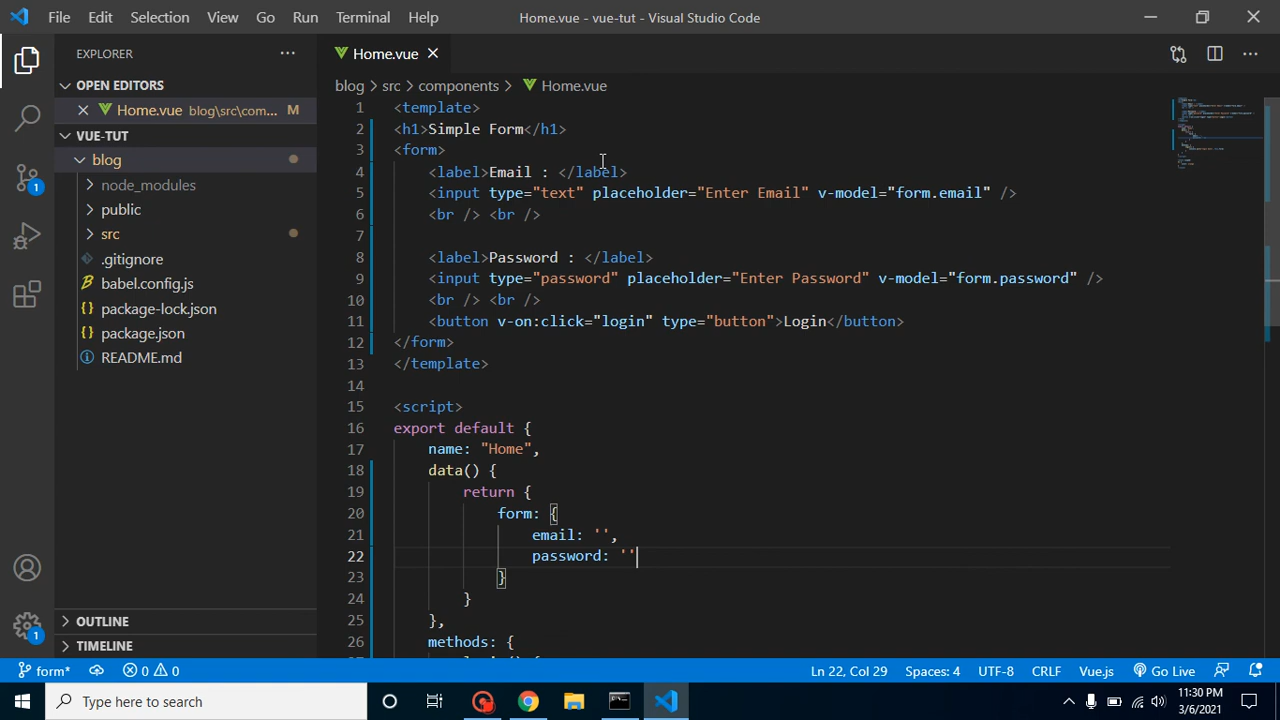 File Edit Selection View Go Run Terminal Help Home.vue - vue-tut - Visual Studio Code
EXPLORER
OPEN EDITORS
Home.vue blog\src\com... M
VUE-TUT
blog
node_modules
public
src
.gitignore
babel.config.js
package-lock.json
package.json
README.md
OUTLINE
TIMELINE
1
1
Home.vue
blog > src > components > Home.vue
1 <template>
2 <h1>Simple Form</h1>
3 <form>
4 <label>Email : </label>
5 <input type="text" placeholder="Enter Email" v-model="form.email" />
6 <br /> <br />
7
8 <label>Password : </label>
9 <input type="password" placeholder="Enter Password" v-model="form.password" />
10 <br /> <br />
11 <button v-on:click="login" type="button">Login</button>
12 </form>
13 </template>
14
15 <script>
16 export default {
17 name: "Home",
18 data() {
19 return {
20 form: {
21 email: '',
22 password: ''
23 }
24 }
25 },
26 methods: {
form* 0 0 Ln 22, Col 29 Spaces: 4 UTF-8 CRLF Vue.js Go Live
Type here to search
11:30 PM
3/6/2021